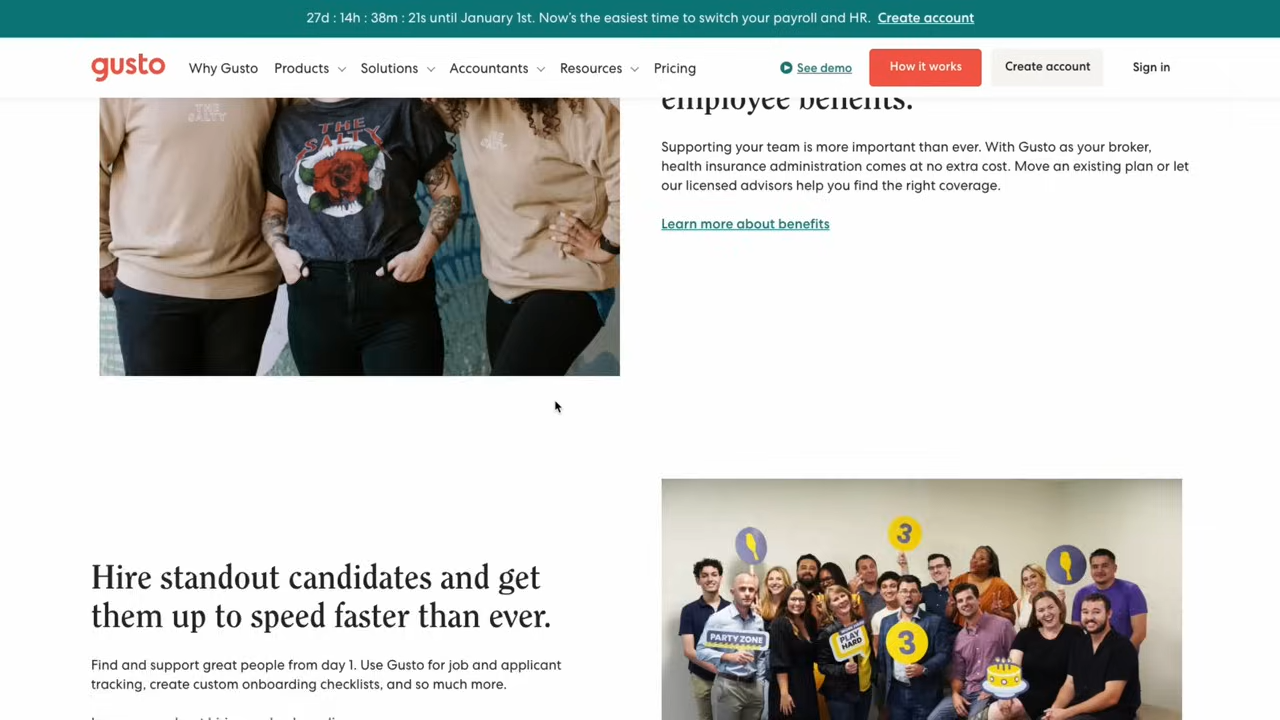 27d : 14h : 38m : 21s until January 1st. Now's the easiest time to switch your payroll and HR. Create account
gusto Why Gusto Products Solutions Accountants Resources Pricing See demo How it works Create account Sign in
employee benefits.
THE SALTY
THE
SALTY
Supporting your team is more important than ever. With Gusto as your broker,
health insurance administration comes at no extra cost. Move an existing plan or let
our licensed advisors help you find the right coverage.
Learn more about benefits
Hire standout candidates and get
them up to speed faster than ever.
Find and support great people from day 1. Use Gusto for job and applicant
tracking, create custom onboarding checklists, and so much more.
3
PARTY ZONE
PLAY
HARD
3